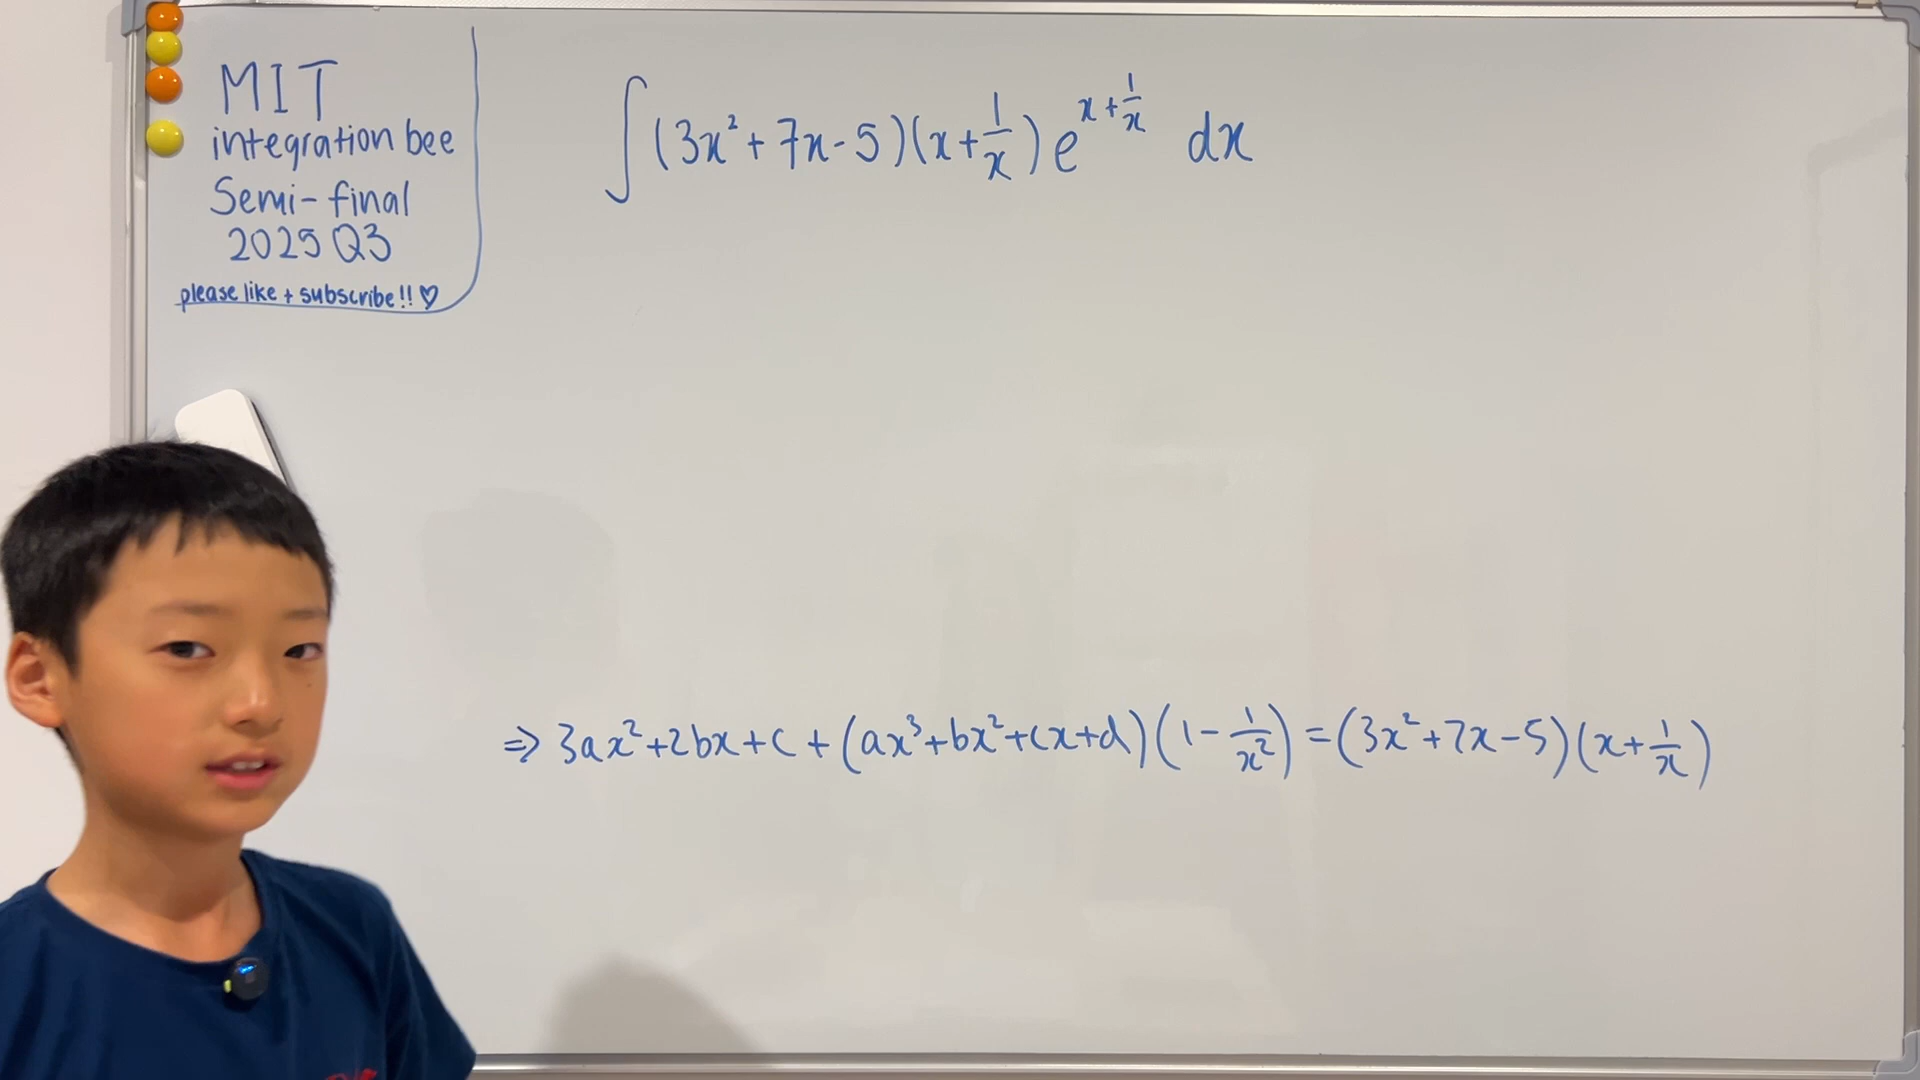 MIT
integration bee
Semi-final
2025 Q3
please like + subscribe!! ♡
∫(3x²+7x-5)(x+1/x)e^(x+1/x) dx
⇒ 3ax²+2bx+c+(ax³+bx²+cx+d)(1-1/x²)=(3x²+7x-5)(x+1/x)